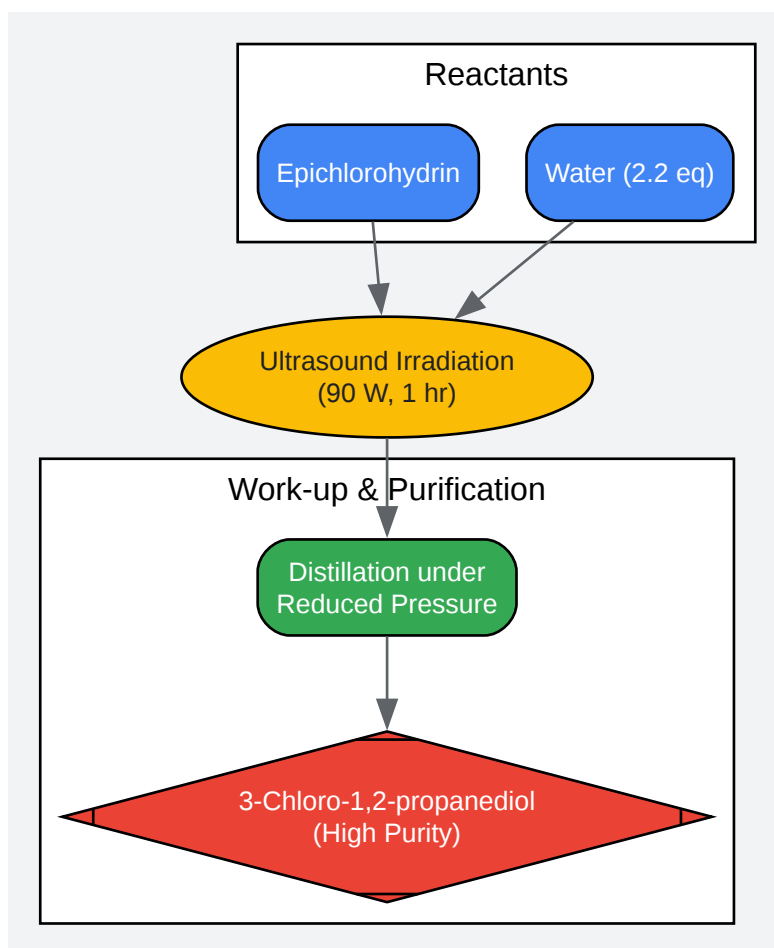 Reactants
Epichlorohydrin
Water (2.2 eq)
Ultrasound Irradiation
(90 W, 1 hr)
Work-up & Purification
Distillation under
Reduced Pressure
3-Chloro-1,2-propanediol
(High Purity)